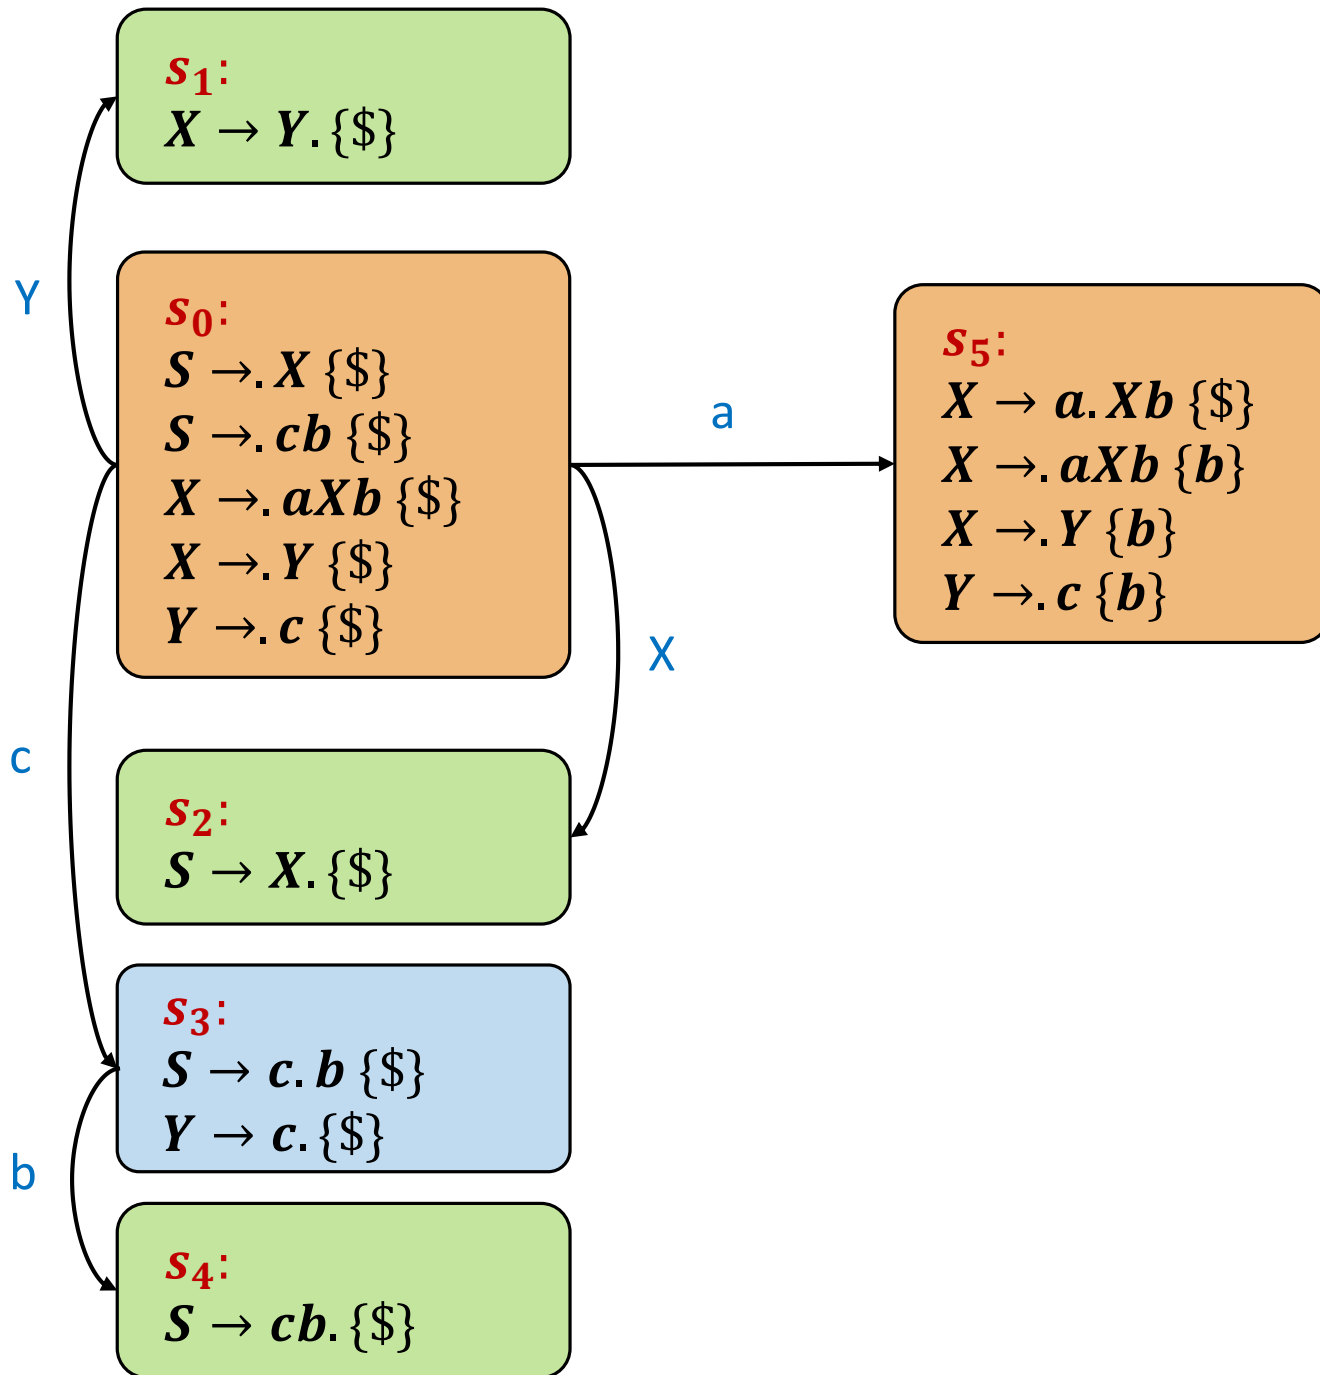 s₁:
X → Y. {$}
Y
s₀:
S →. X {$}
S →. cb {$}
X →. aXb {$}
X →. Y {$}
Y →. c {$}
a
s₅:
X → a. Xb {$}
X →. aXb {b}
X →. Y {b}
Y →. c {b}
X
c
s₂:
S → X. {$}
s₃:
S → c. b {$}
Y → c. {$}
b
s₄:
S → cb. {$}